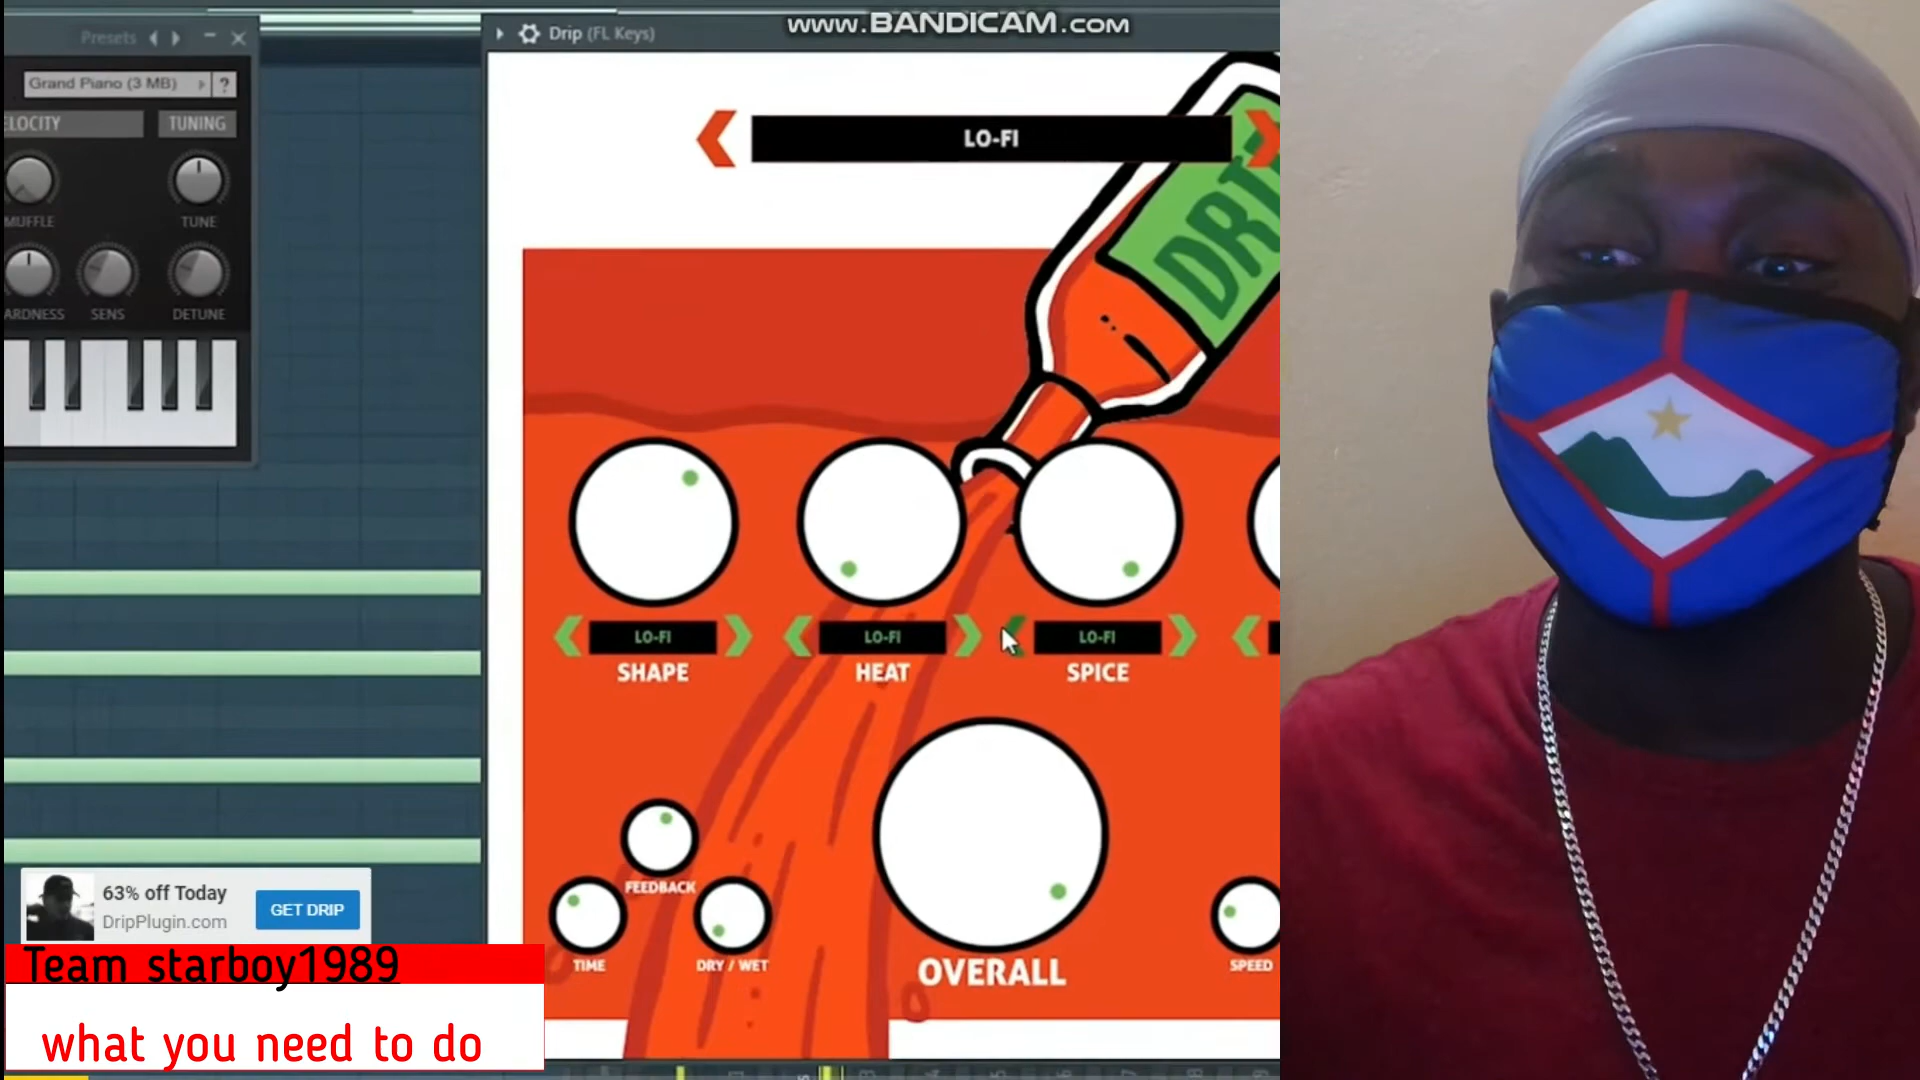 www.BANDICAM.com
Presets
Drip (FL Keys)
Grand Piano (3 MB)
?
ELOCITY
TUNING
MUFFLE
TUNE
ARDNESS
SENS
DETUNE
LO-FI
LO-FI
LO-FI
LO-FI
SHAPE
HEAT
SPICE
FEEDBACK
TIME
DRY / WET
OVERALL
SPEED
63% off Today
DripPlugin.com
GET DRIP
Team starboy1989
what you need to do